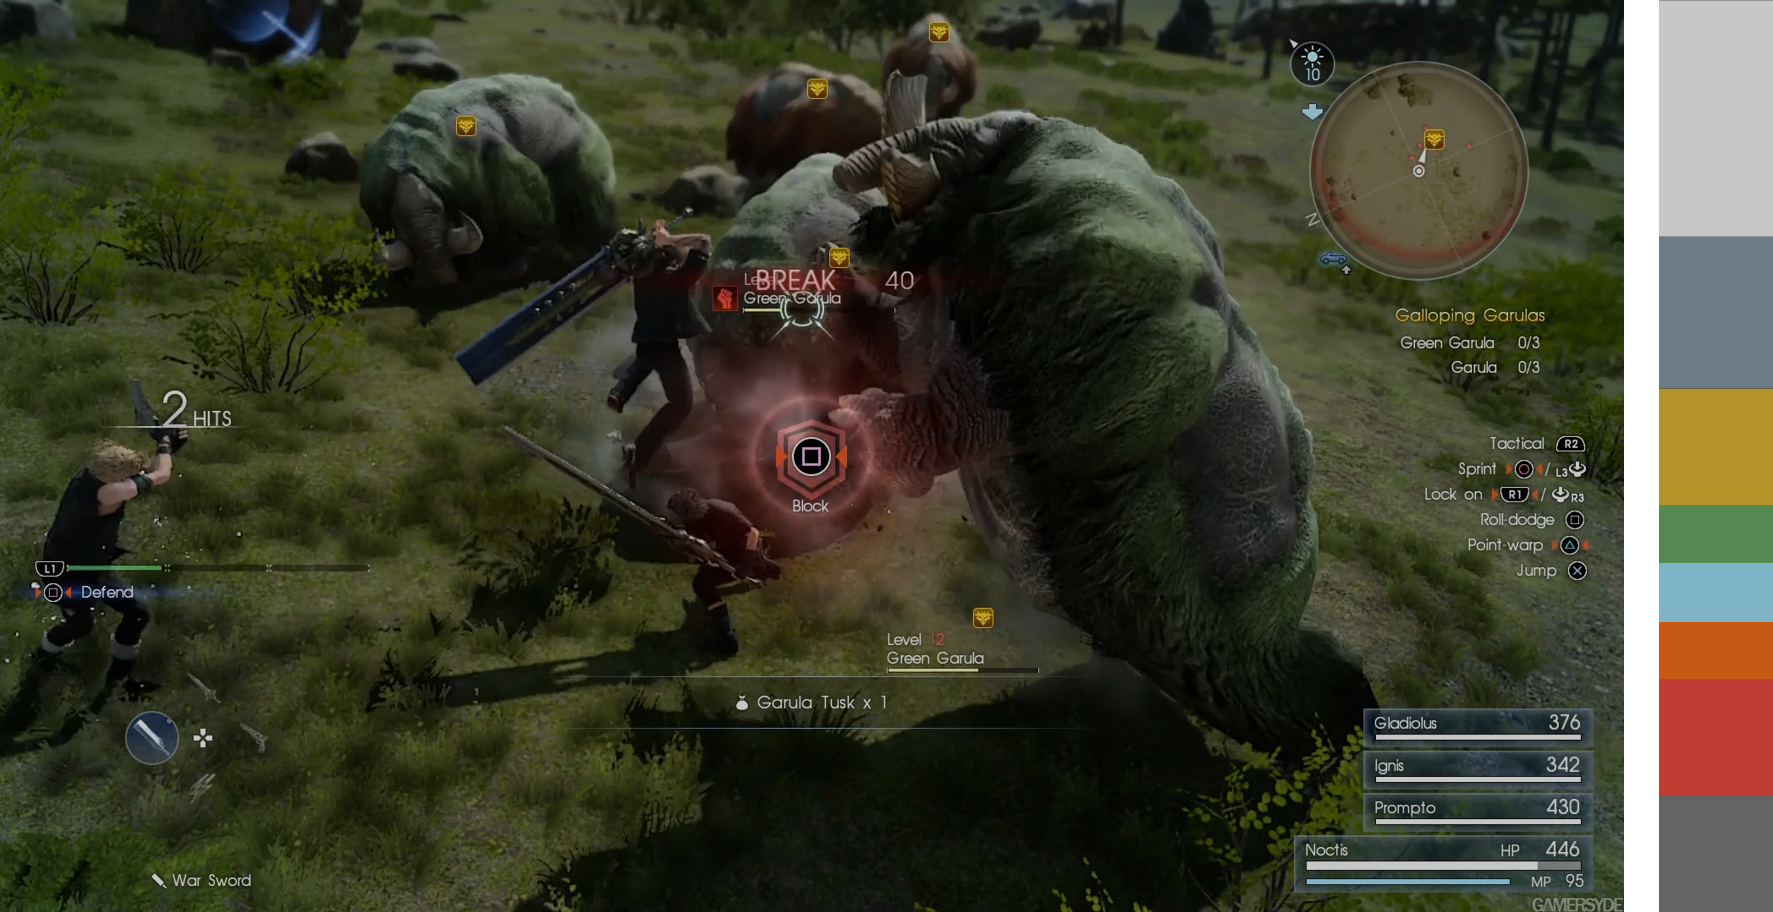 10
N
BREAK 40
Green Garula
Galloping Garulas
Green Garula 0/3
Garula 0/3
2 HITS
Tactical R2
Sprint / L3
Lock on R1 / R3
Roll-dodge
Point-warp
Jump
Block
L1
Defend
Level 12
Green Garula
Garula Tusk x 1
Gladiolus 376
Ignis 342
Prompto 430
Noctis HP 446
MP 95
War Sword
GAMERSYDE